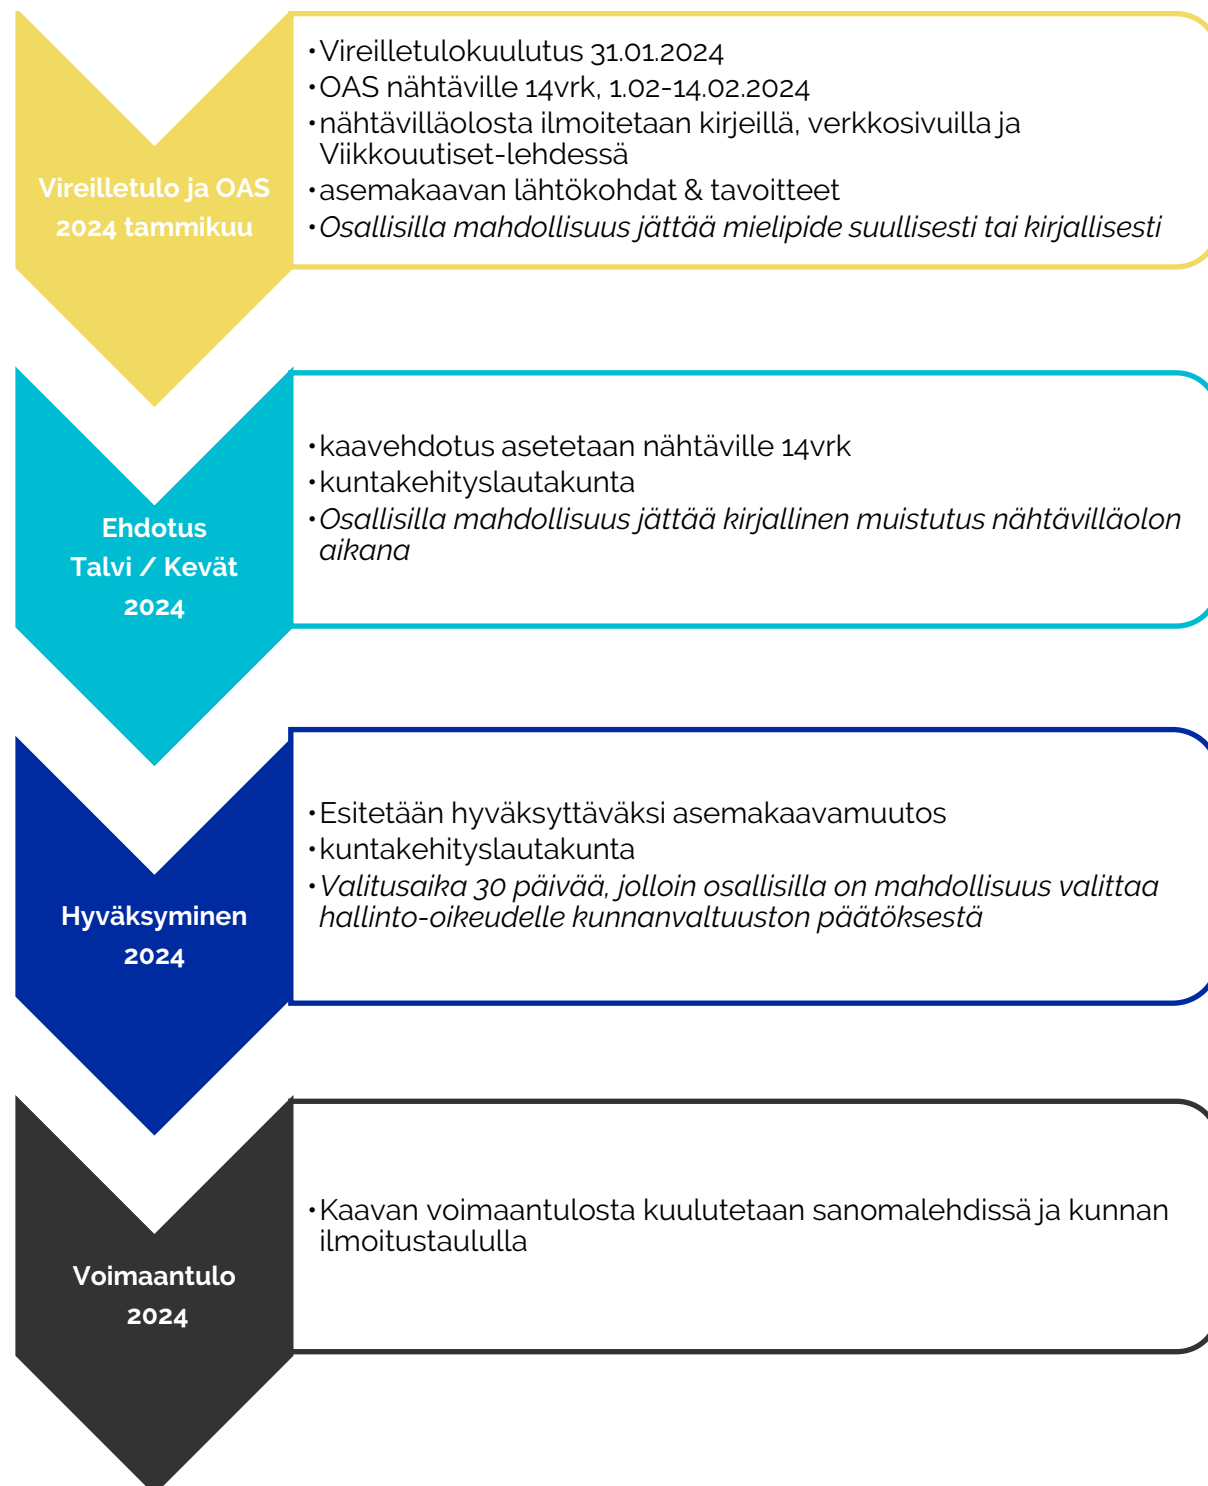 Vireilletulo ja OAS
2024 tammikuu
•Vireilletulokuulutus 31.01.2024
•OAS nähtäville 14vrk, 1.02-14.02.2024
•nähtävilläolosta ilmoitetaan kirjeillä, verkkosivuilla ja
Viikkouutiset-lehdessä
•asemakaavan lähtökohdat & tavoitteet
•Osallisilla mahdollisuus jättää mielipide suullisesti tai kirjallisesti
Ehdotus
Talvi / Kevät
2024
•kaavehdotus asetetaan nähtäville 14vrk
•kuntakehityslautakunta
•Osallisilla mahdollisuus jättää kirjallinen muistutus nähtävilläolon
aikana
Hyväksyminen
2024
•Esitetään hyväksyttäväksi asemakaavamuutos
•kuntakehityslautakunta
•Valitusaika 30 päivää, jolloin osallisilla on mahdollisuus valittaa
hallinto-oikeudelle kunnanvaltuuston päätöksestä
Voimaantulo
2024
•Kaavan voimaantulosta kuulutetaan sanomalehdissä ja kunnan
ilmoitustaululla